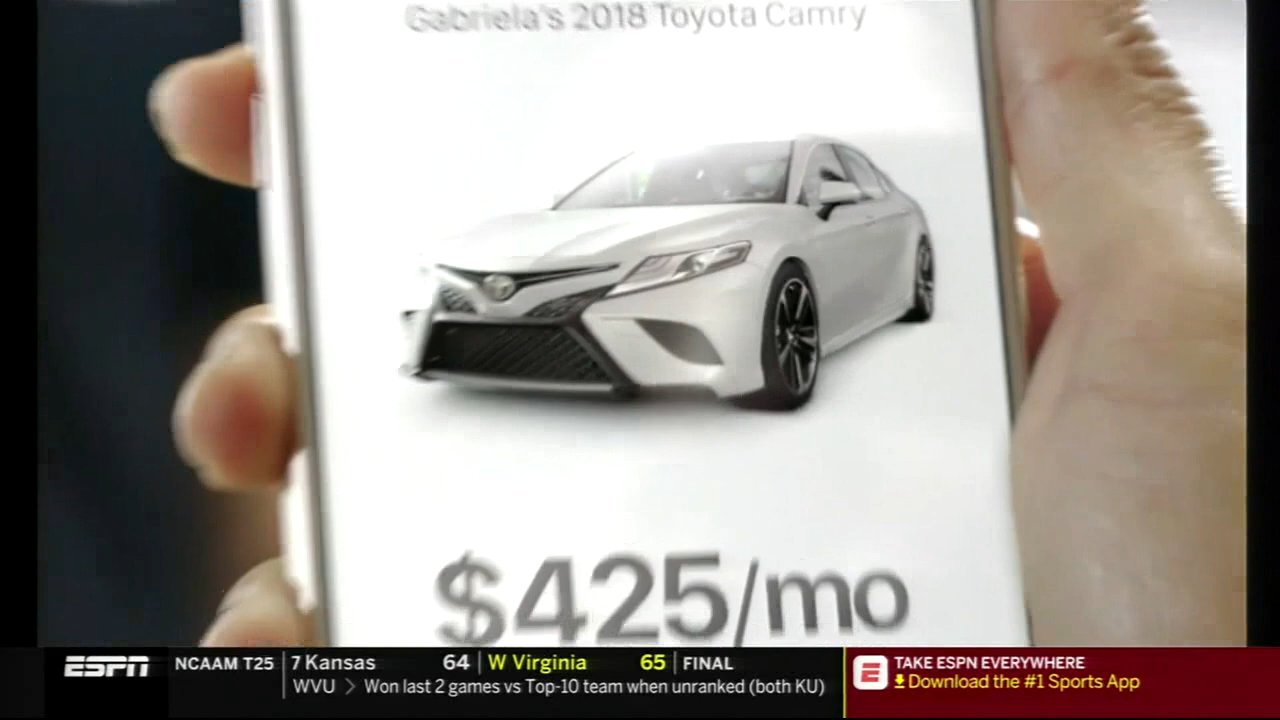 Gabriela's 2018 Toyota Camry
$425/mo
ESPN NCAAM T25 7 Kansas 64 W Virginia 65 FINAL
WVU > Won last 2 games vs Top-10 team when unranked (both KU)
E TAKE ESPN EVERYWHERE
Download the #1 Sports App